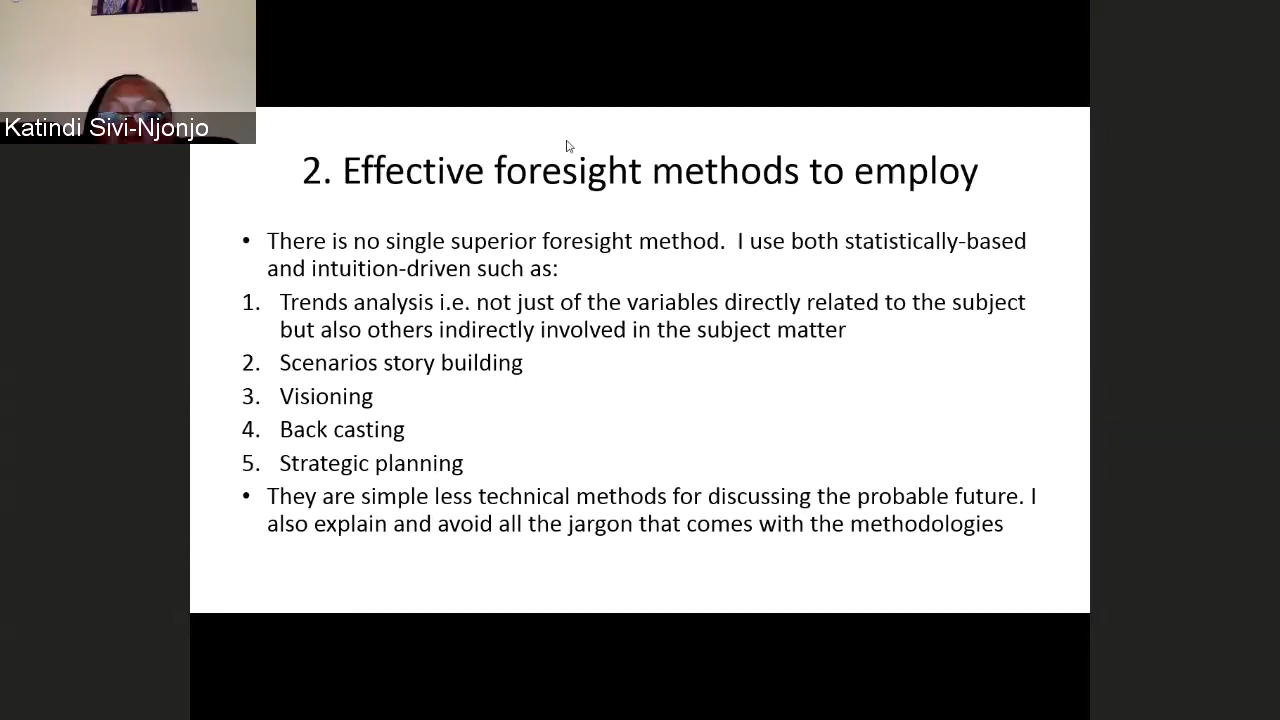 Katindi Sivi-Njonjo
2. Effective foresight methods to employ
• There is no single superior foresight method.  I use both statistically-based
and intuition-driven such as:
1. Trends analysis i.e. not just of the variables directly related to the subject
but also others indirectly involved in the subject matter
2. Scenarios story building
3. Visioning
4. Back casting
5. Strategic planning
• They are simple less technical methods for discussing the probable future. I
also explain and avoid all the jargon that comes with the methodologies